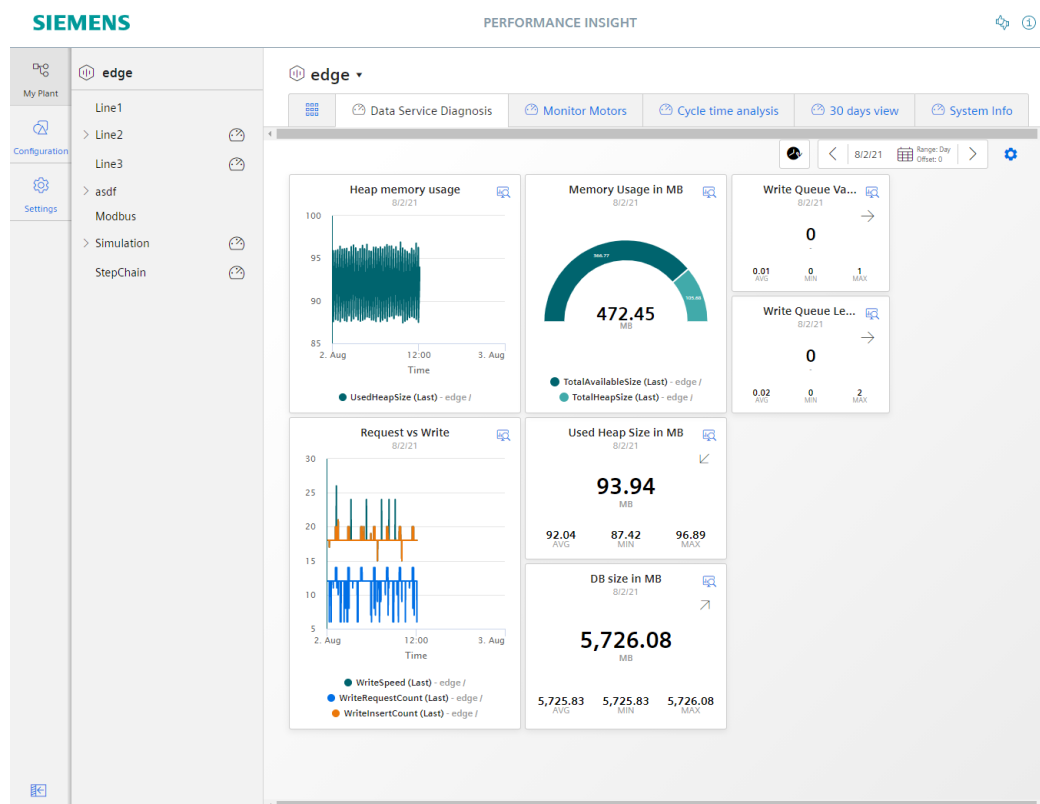 SIEMENS
PERFORMANCE INSIGHT
My Plant
Configuration
Settings
edge
Line1
Line2
Line3
asdf
Modbus
Simulation
StepChain
edge
Data Service Diagnosis
Monitor Motors
Cycle time analysis
30 days view
System Info
8/2/21
Range: Day
Offset: 0
Heap memory usage
8/2/21
100
95
90
85
2. Aug 12:00 3. Aug
Time
UsedHeapSize (Last) - edge /
Memory Usage in MB
8/2/21
366.77
105.68
472.45
MB
TotalAvailableSize (Last) - edge /
TotalHeapSize (Last) - edge /
Write Queue Va...
8/2/21
0
-
0.01 0 1
AVG MIN MAX
Write Queue Le...
8/2/21
0
-
0.02 0 2
AVG MIN MAX
Request vs Write
8/2/21
30
25
20
15
10
5
2. Aug 12:00 3. Aug
Time
WriteSpeed (Last) - edge /
WriteRequestCount (Last) - edge /
WriteInsertCount (Last) - edge /
Used Heap Size in MB
8/2/21
93.94
MB
92.04 87.42 96.89
AVG MIN MAX
DB size in MB
8/2/21
5,726.08
MB
5,725.83 5,725.83 5,726.08
AVG MIN MAX